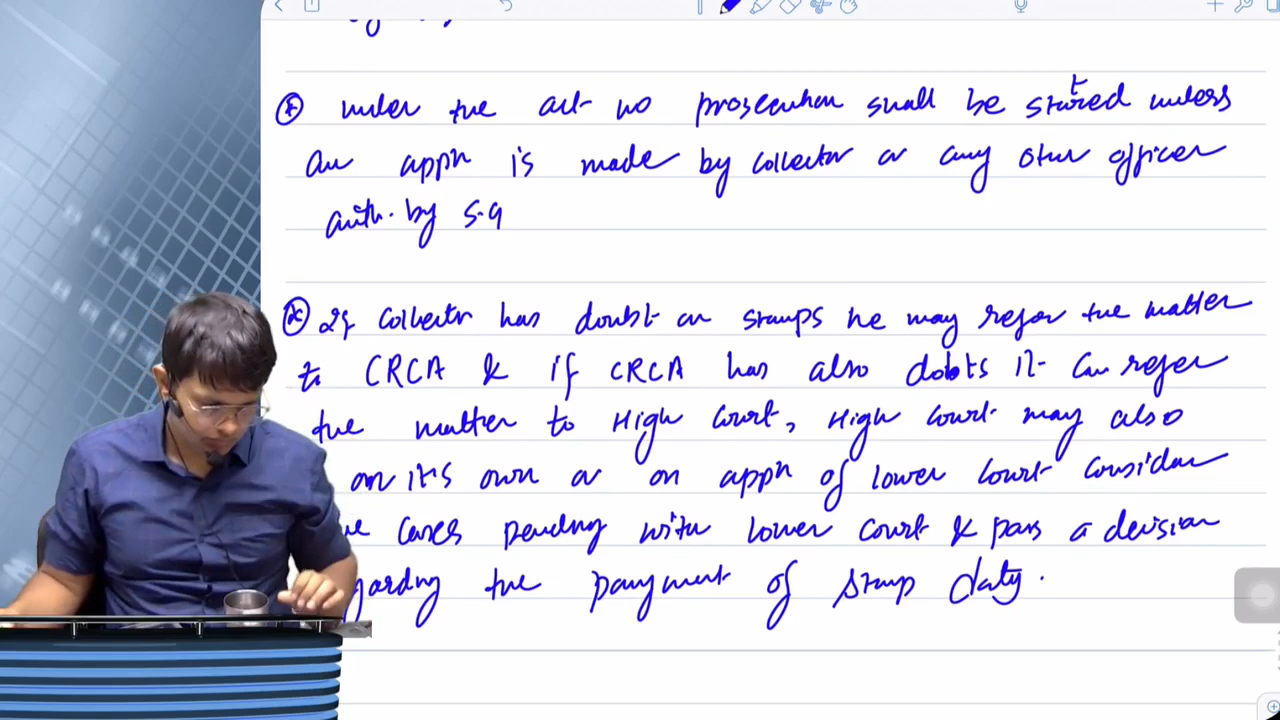 under the act no prosecution shall be started unless
an appn is made by collector or any other officer
auth. by S.G
If collector has doubt on stamps he may refer the matter
to CRCA & if CRCA has also dobts it can refer
the matter to High Court, High Court may also
on it's own or on appn of lower court consider
cases pending with lower court & pass a decision
the payment of stamp duty.